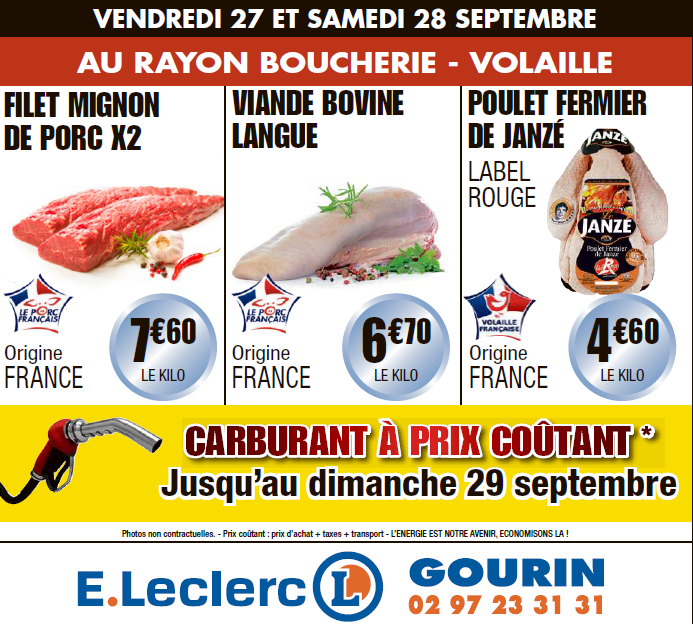 VENDREDI 27 ET SAMEDI 28 SEPTEMBRE
AU RAYON BOUCHERIE - VOLAILLE
FILET MIGNON
DE PORC X2
LE PORC
FRANÇAIS
Origine
FRANCE
7€60
LE KILO
VIANDE BOVINE
LANGUE
LE PORC
FRANÇAIS
Origine
FRANCE
6€70
LE KILO
POULET FERMIER
DE JANZÉ
LABEL
ROUGE
JANZÉ
JANZÉ
Poulet Fermier
de Janzé
VOLAILLE
FRANÇAISE
Origine
FRANCE
4€60
LE KILO
CARBURANT À PRIX COÛTANT *
Jusqu'au dimanche 29 septembre
Photos non contractuelles. - Prix coûtant : prix d'achat + taxes + transport - L'ENERGIE EST NOTRE AVENIR, ECONOMISONS LA !
E.Leclerc L
GOURIN
02 97 23 31 31